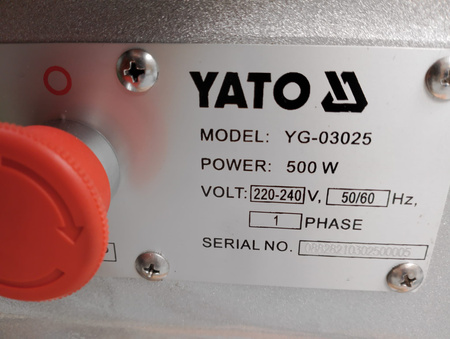 YATO
MODEL: YG-03025
POWER: 500 W
VOLT: 220-240 V, 50/60 Hz,
1 PHASE
SERIAL NO.